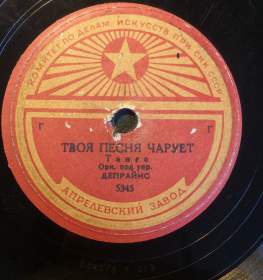 КОМИТЕТ ПО ДЕЛАМ ИСКУССТВ ПРИ СНК СССР
Г Г
ТВОЯ ПЕСНЯ ЧАРУЕТ
Танго
Орк. под упр.
ДЕПРАЙНС
5345
АПРЕЛЕВСКИЙ ЗАВОД